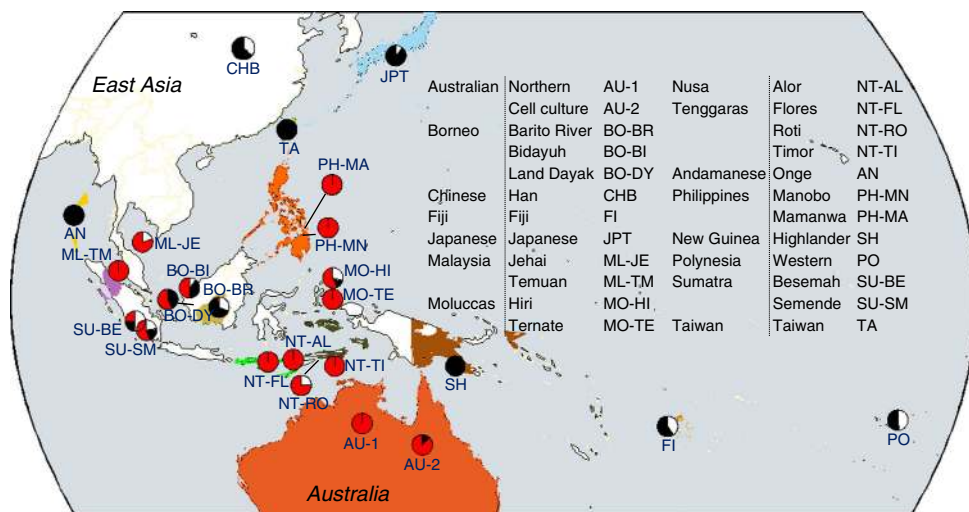 East Asia
CHB
JPT
TA
PH-MA
AN
ML-JE
PH-MN
ML-TM
BO-BI
MO-HI
BO-BR
MO-TE
BO-DY
SU-BE
SU-SM
NT-AL
NT-TI
NT-FL
NT-RO
SH
AU-1
AU-2
FI
PO
Australia
Australian Northern AU-1 Nusa Alor NT-AL
Cell culture AU-2 Tenggaras Flores NT-FL
Borneo Barito River BO-BR Roti NT-RO
Bidayuh BO-BI Timor NT-TI
Land Dayak BO-DY Andamanese Onge AN
Chinese Han CHB Philippines Manobo PH-MN
Fiji Fiji FI Mamanwa PH-MA
Japanese Japanese JPT New Guinea Highlander SH
Malaysia Jehai ML-JE Polynesia Western PO
Temuan ML-TM Sumatra Besemah SU-BE
Moluccas Hiri MO-HI Semende SU-SM
Ternate MO-TE Taiwan Taiwan TA